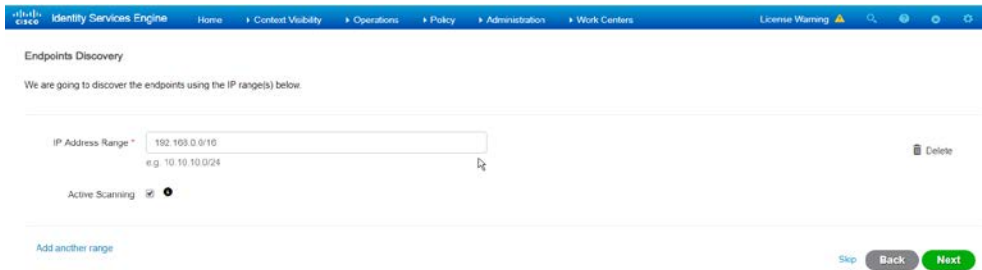 cisco Identity Services Engine Home Context Visibility Operations Policy Administration Work Centers License Warning
Endpoints Discovery
We are going to discover the endpoints using the IP range(s) below.
IP Address Range * 192.168.0.0/16
Delete
e.g. 10.10.10.0/24
Active Scanning
Add another range
Skip Back Next